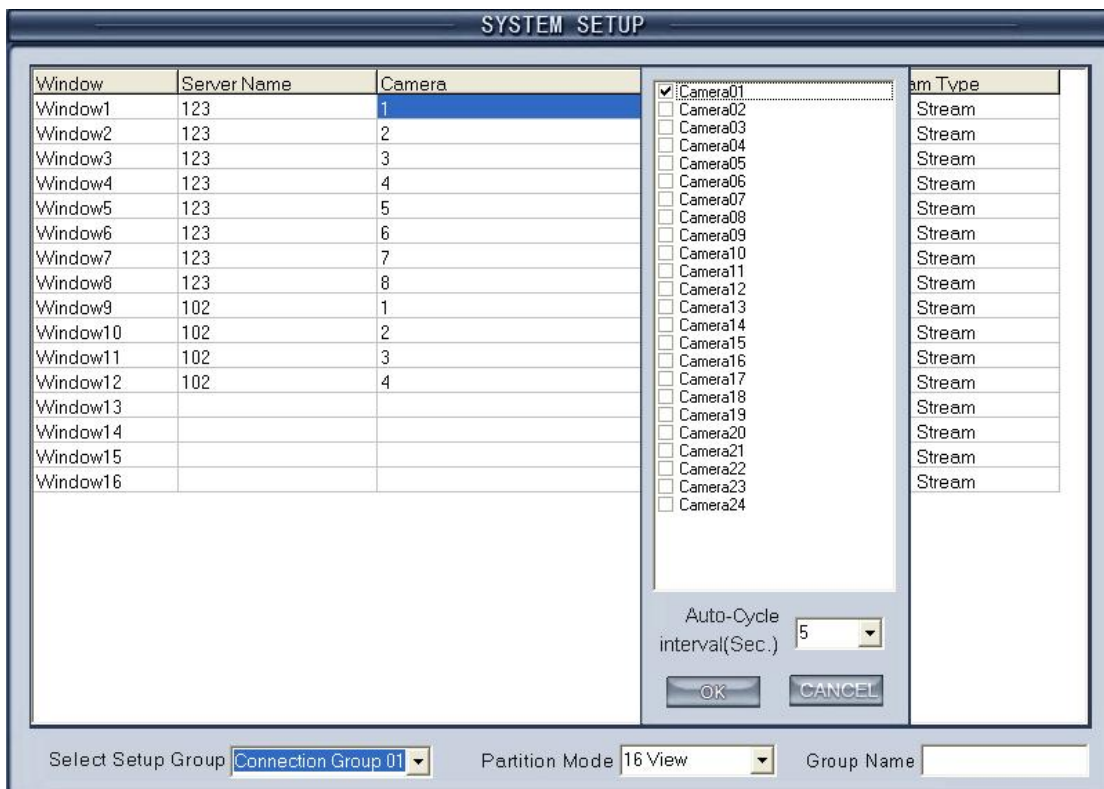 SYSTEM SETUP
Window Server Name Camera am Type
Window1 123 1 Stream
Window2 123 2 Stream
Window3 123 3 Stream
Window4 123 4 Stream
Window5 123 5 Stream
Window6 123 6 Stream
Window7 123 7 Stream
Window8 123 8 Stream
Window9 102 1 Stream
Window10 102 2 Stream
Window11 102 3 Stream
Window12 102 4 Stream
Window13 Stream
Window14 Stream
Window15 Stream
Window16 Stream
Camera01
Camera02
Camera03
Camera04
Camera05
Camera06
Camera07
Camera08
Camera09
Camera10
Camera11
Camera12
Camera13
Camera14
Camera15
Camera16
Camera17
Camera18
Camera19
Camera20
Camera21
Camera22
Camera23
Camera24
Auto-Cycle
interval(Sec.) 5
OK CANCEL
Select Setup Group Connection Group 01 Partition Mode 16 View Group Name